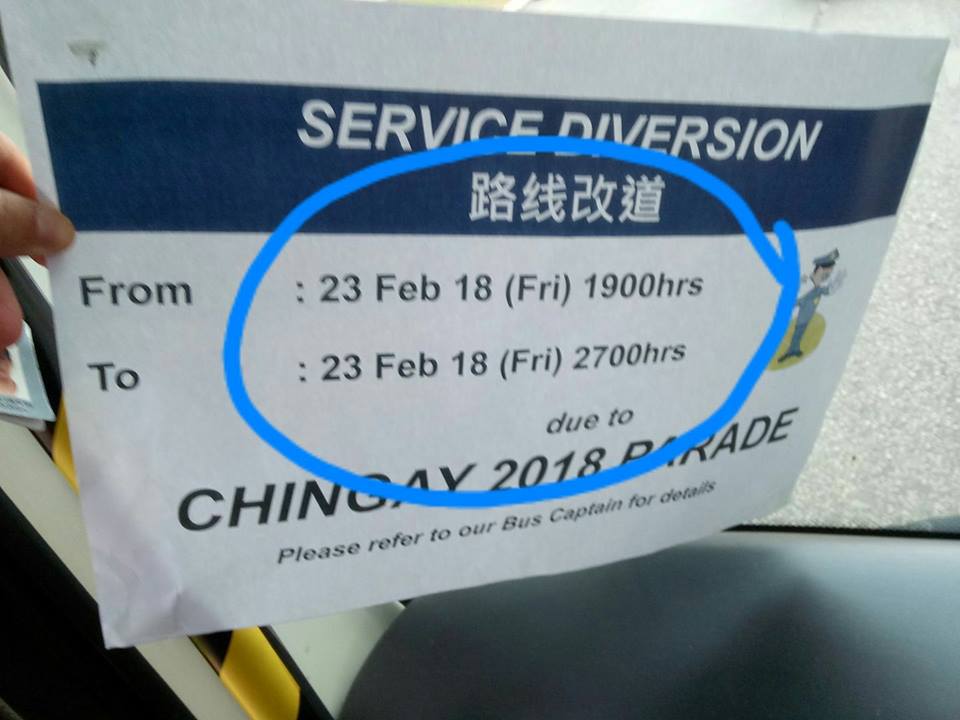 SERVICE DIVERSION
路线改道
From : 23 Feb 18 (Fri) 1900hrs
To : 23 Feb 18 (Fri) 2700hrs
due to
CHINGAY 2018 PARADE
Please refer to our Bus Captain for details